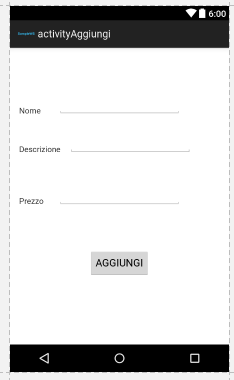 6:00
activityAggiungi
Nome
Descrizione
Prezzo
AGGIUNGI